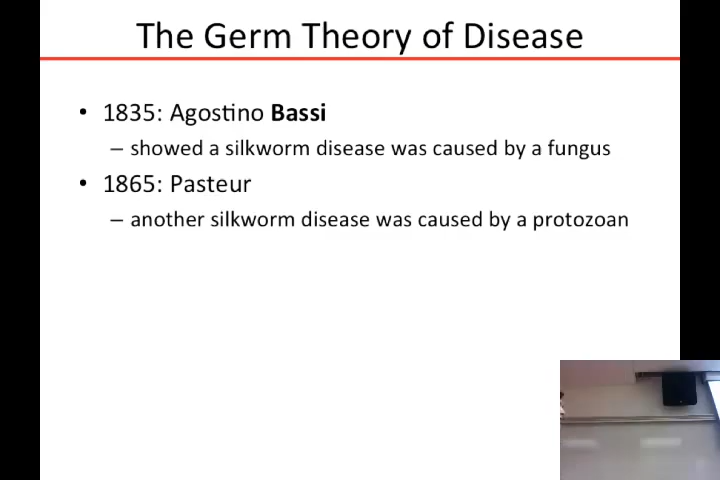 The Germ Theory of Disease
• 1835: Agostino Bassi
– showed a silkworm disease was caused by a fungus
• 1865: Pasteur
– another silkworm disease was caused by a protozoan